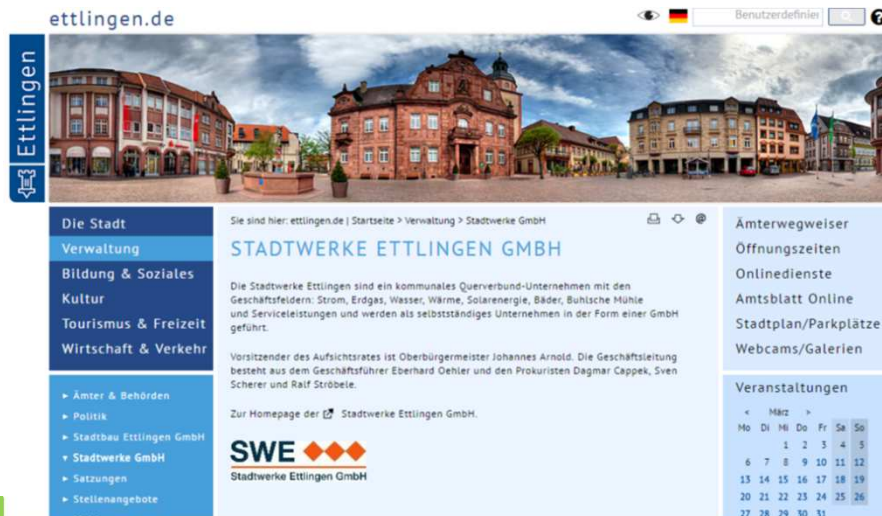 ettlingen.de
Benutzerdefinier
?
Ettlingen
Die Stadt
Verwaltung
Bildung & Soziales
Kultur
Tourismus & Freizeit
Wirtschaft & Verkehr
► Ämter & Behörden
► Politik
► Stadtbau Ettlingen GmbH
▼ Stadtwerke GmbH
► Satzungen
► Stellenangebote
Sie sind hier: ettlingen.de | Startseite > Verwaltung > Stadtwerke GmbH
@
STADTWERKE ETTLINGEN GMBH
Die Stadtwerke Ettlingen sind ein kommunales Querverbund-Unternehmen mit den
Geschäftsfeldern: Strom, Erdgas, Wasser, Wärme, Solarenergie, Bäder, Buhlsche Mühle
und Serviceleistungen und werden als selbstständiges Unternehmen in der Form einer GmbH
geführt.
Vorsitzender des Aufsichtsrates ist Oberbürgermeister Johannes Arnold. Die Geschäftsleitung
besteht aus dem Geschäftsführer Eberhard Oehler und den Prokuristen Dagmar Cappek, Sven
Scherer und Ralf Ströbele.
Zur Homepage der Stadtwerke Ettlingen GmbH.
SWE
Stadtwerke Ettlingen GmbH
Ämterwegweiser
Öffnungszeiten
Onlinedienste
Amtsblatt Online
Stadtplan/Parkplätze
Webcams/Galerien
Veranstaltungen
< März >
Mo Di Mi Do Fr Sa So
1 2 3 4 5
6 7 8 9 10 11 12
13 14 15 16 17 18 19
20 21 22 23 24 25 26
27 28 29 30 31